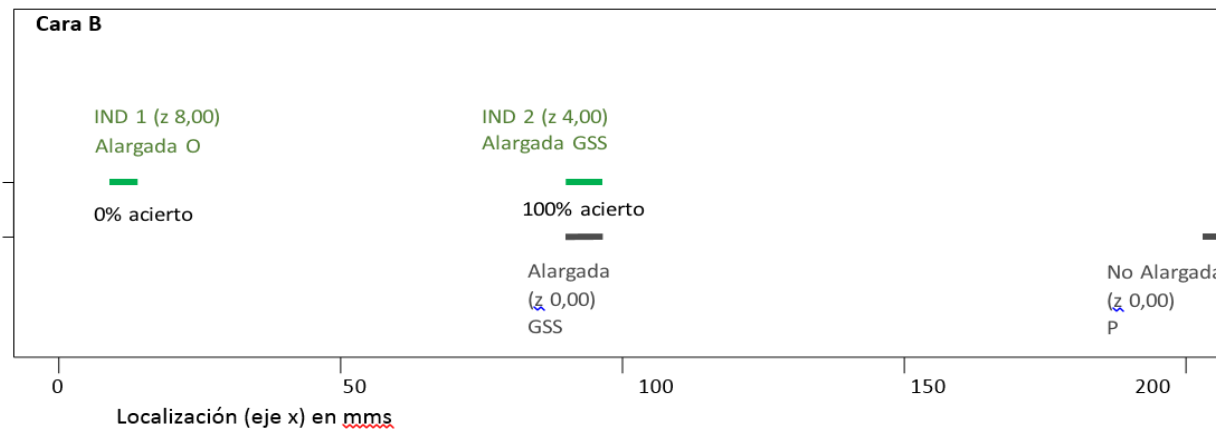 Cara B
IND 1 (z 8,00)
Alargada O
IND 2 (z 4,00)
Alargada GSS
0% acierto
100% acierto
Alargada
(z 0,00)
GSS
No Alargada
(z 0,00)
P
0
50
100
150
200
Localización (eje x) en mms